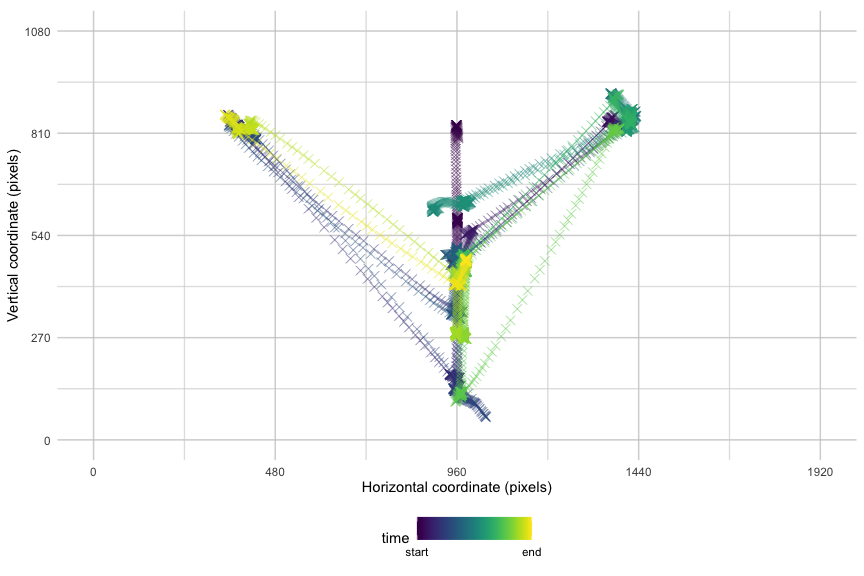 1080
810
540
270
0
Vertical coordinate (pixels)
0 480 960 1440 1920
Horizontal coordinate (pixels)
time
start end